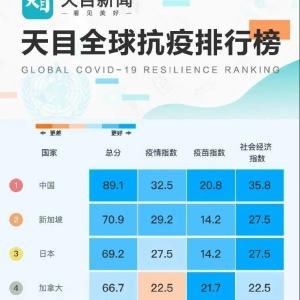 天目新闻
—看见美好—
天目全球抗疫排行榜
GLOBAL COVID-19 RESILIENCE RANKING
更差 更好
国家 总分 疫情指数 疫苗指数 社会经济指数
1 中国 89.1 32.5 20.8 35.8
2 新加坡 70.9 29.2 14.2 27.5
3 日本 69.2 27.5 14.2 27.5
4 加拿大 66.7 22.5 21.7 22.5